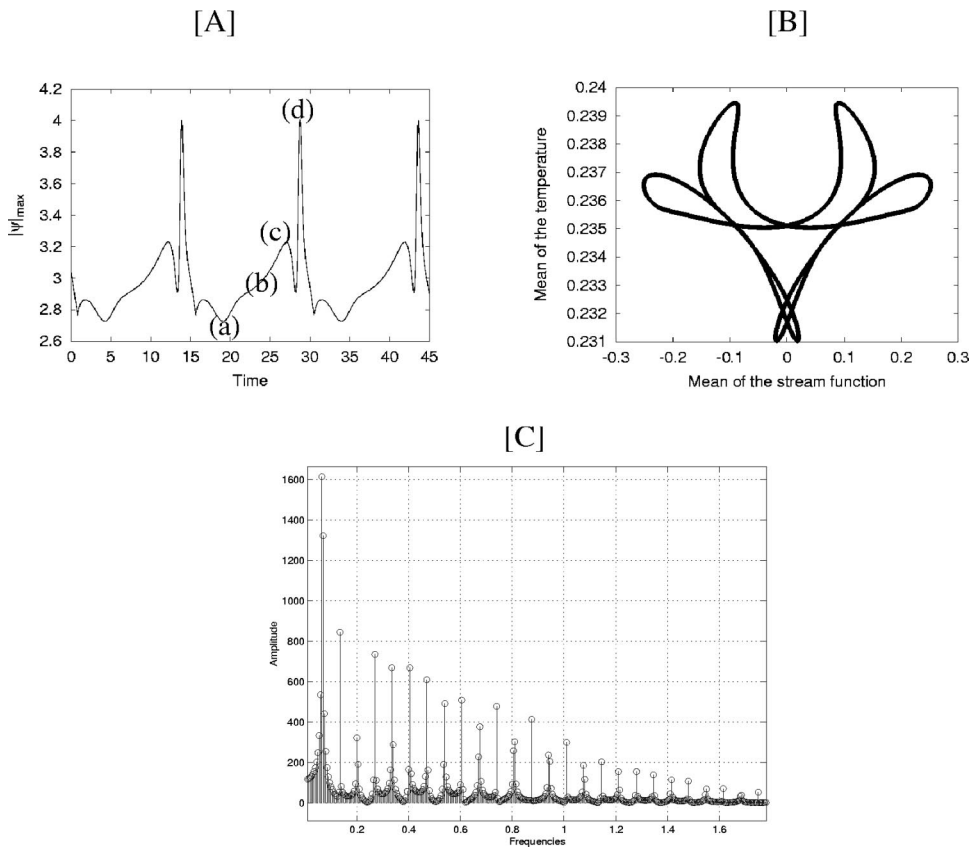 [A]
[B]
4.2
4
3.8
3.6
3.4
3.2
3
2.8
2.6
|Ψ|max
(d)
(c)
(b)
(a)
0 5 10 15 20 25 30 35 40 45
Time
0.24
0.239
0.238
0.237
0.236
0.235
0.234
0.233
0.232
0.231
Mean of the temperature
-0.3 -0.2 -0.1 0 0.1 0.2 0.3
Mean of the stream function
[C]
1600
1400
1200
1000
800
600
400
200
0
Amplitude
0.2 0.4 0.6 0.8 1 1.2 1.4 1.6
Frequencies